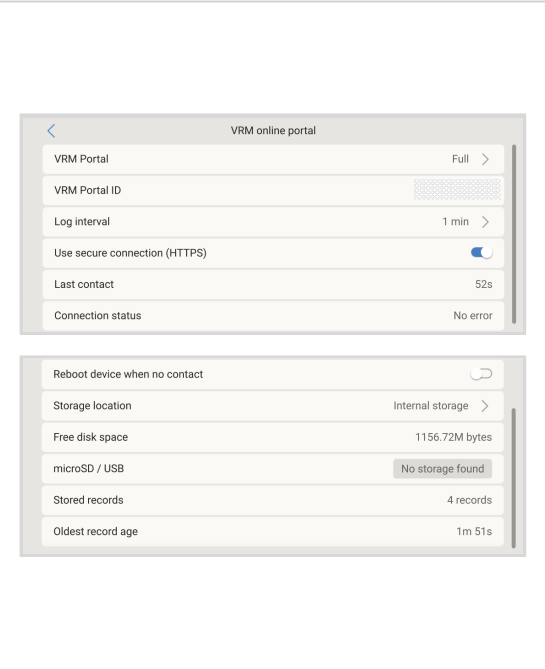 VRM online portal
VRM Portal Full
VRM Portal ID
Log interval 1 min
Use secure connection (HTTPS)
Last contact 52s
Connection status No error
Reboot device when no contact
Storage location Internal storage
Free disk space 1156.72M bytes
microSD / USB No storage found
Stored records 4 records
Oldest record age 1m 51s